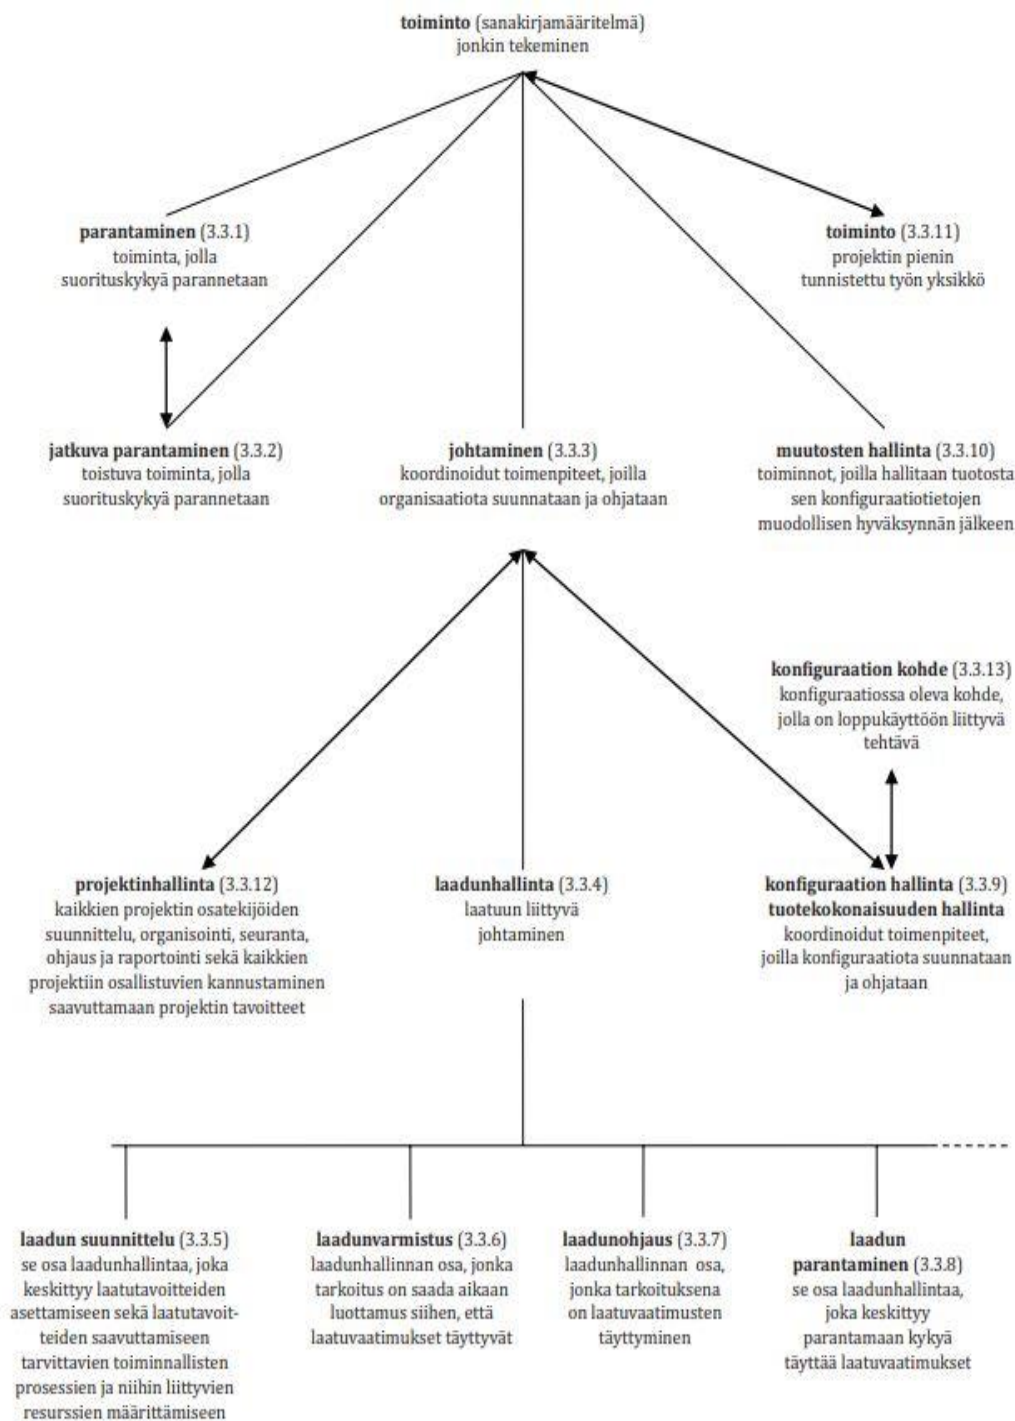 toiminto (sanakirjamääritelmä)
jonkin tekeminen
parantaminen (3.3.1)
toiminta, jolla
suorituskykyä parannetaan
toiminto (3.3.11)
projektin pienin
tunnistettu työn yksikkö
jatkuva parantaminen (3.3.2)
toistuva toiminta, jolla
suorituskykyä parannetaan
johtaminen (3.3.3)
koordinoidut toimenpiteet, joilla
organisaatiota suunnataan ja ohjataan
muutosten hallinta (3.3.10)
toiminnot, joilla hallitaan tuotosta
sen konfiguraatiotietojen
muodollisen hyväksynnän jälkeen
konfiguraation kohde (3.3.13)
konfiguraatiossa oleva kohde,
jolla on loppukäyttöön liittyvä
tehtävä
projektinhallinta (3.3.12)
kaikkien projektin osatekijöiden
suunnittelu, organisointi, seuranta,
ohjaus ja raportointi sekä kaikkien
projektiin osallistuvien kannustaminen
saavuttamaan projektin tavoitteet
laadunhallinta (3.3.4)
laatuun liittyvä
johtaminen
konfiguraation hallinta (3.3.9)
tuotekokonaisuuden hallinta
koordinoidut toimenpiteet,
joilla konfiguraatiota suunnataan
ja ohjataan
laadun suunnittelu (3.3.5)
se osa laadunhallintaa, joka
keskittyy laatutavoitteiden
asettamiseen sekä laatutavoit-
teiden saavuttamiseen
tarvittavien toiminnallisten
prosessien ja niihin liittyvien
resurssien määrittämiseen
laadunvarmistus (3.3.6)
laadunhallinnan osa, jonka
tarkoitus on saada aikaan
luottamus siihen, että
laatuvaatimukset täyttyvät
laadunohjaus (3.3.7)
laadunhallinnan osa,
jonka tarkoituksena
on laatuvaatimusten
täyttyminen
laadun
parantaminen (3.3.8)
se osa laadunhallintaa,
joka keskittyy
parantamaan kykyä
täyttää laatuvaatimukset